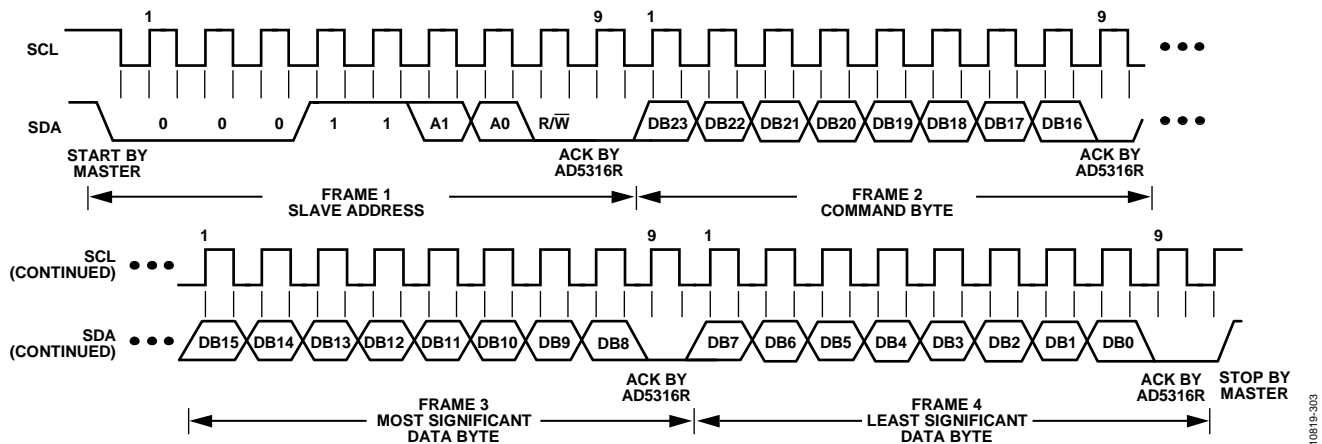 1 9 1 9
SCL
SDA 0 0 0 1 1 A1 A0 R/W̅ DB23 DB22 DB21 DB20 DB19 DB18 DB17 DB16
START BY MASTER
ACK BY AD5316R
ACK BY AD5316R
FRAME 1
SLAVE ADDRESS
FRAME 2
COMMAND BYTE
1 9 1 9
SCL
(CONTINUED)
SDA
(CONTINUED)
DB15 DB14 DB13 DB12 DB11 DB10 DB9 DB8 DB7 DB6 DB5 DB4 DB3 DB2 DB1 DB0
ACK BY AD5316R
ACK BY AD5316R
STOP BY MASTER
FRAME 3
MOST SIGNIFICANT
DATA BYTE
FRAME 4
LEAST SIGNIFICANT
DATA BYTE
10819-303